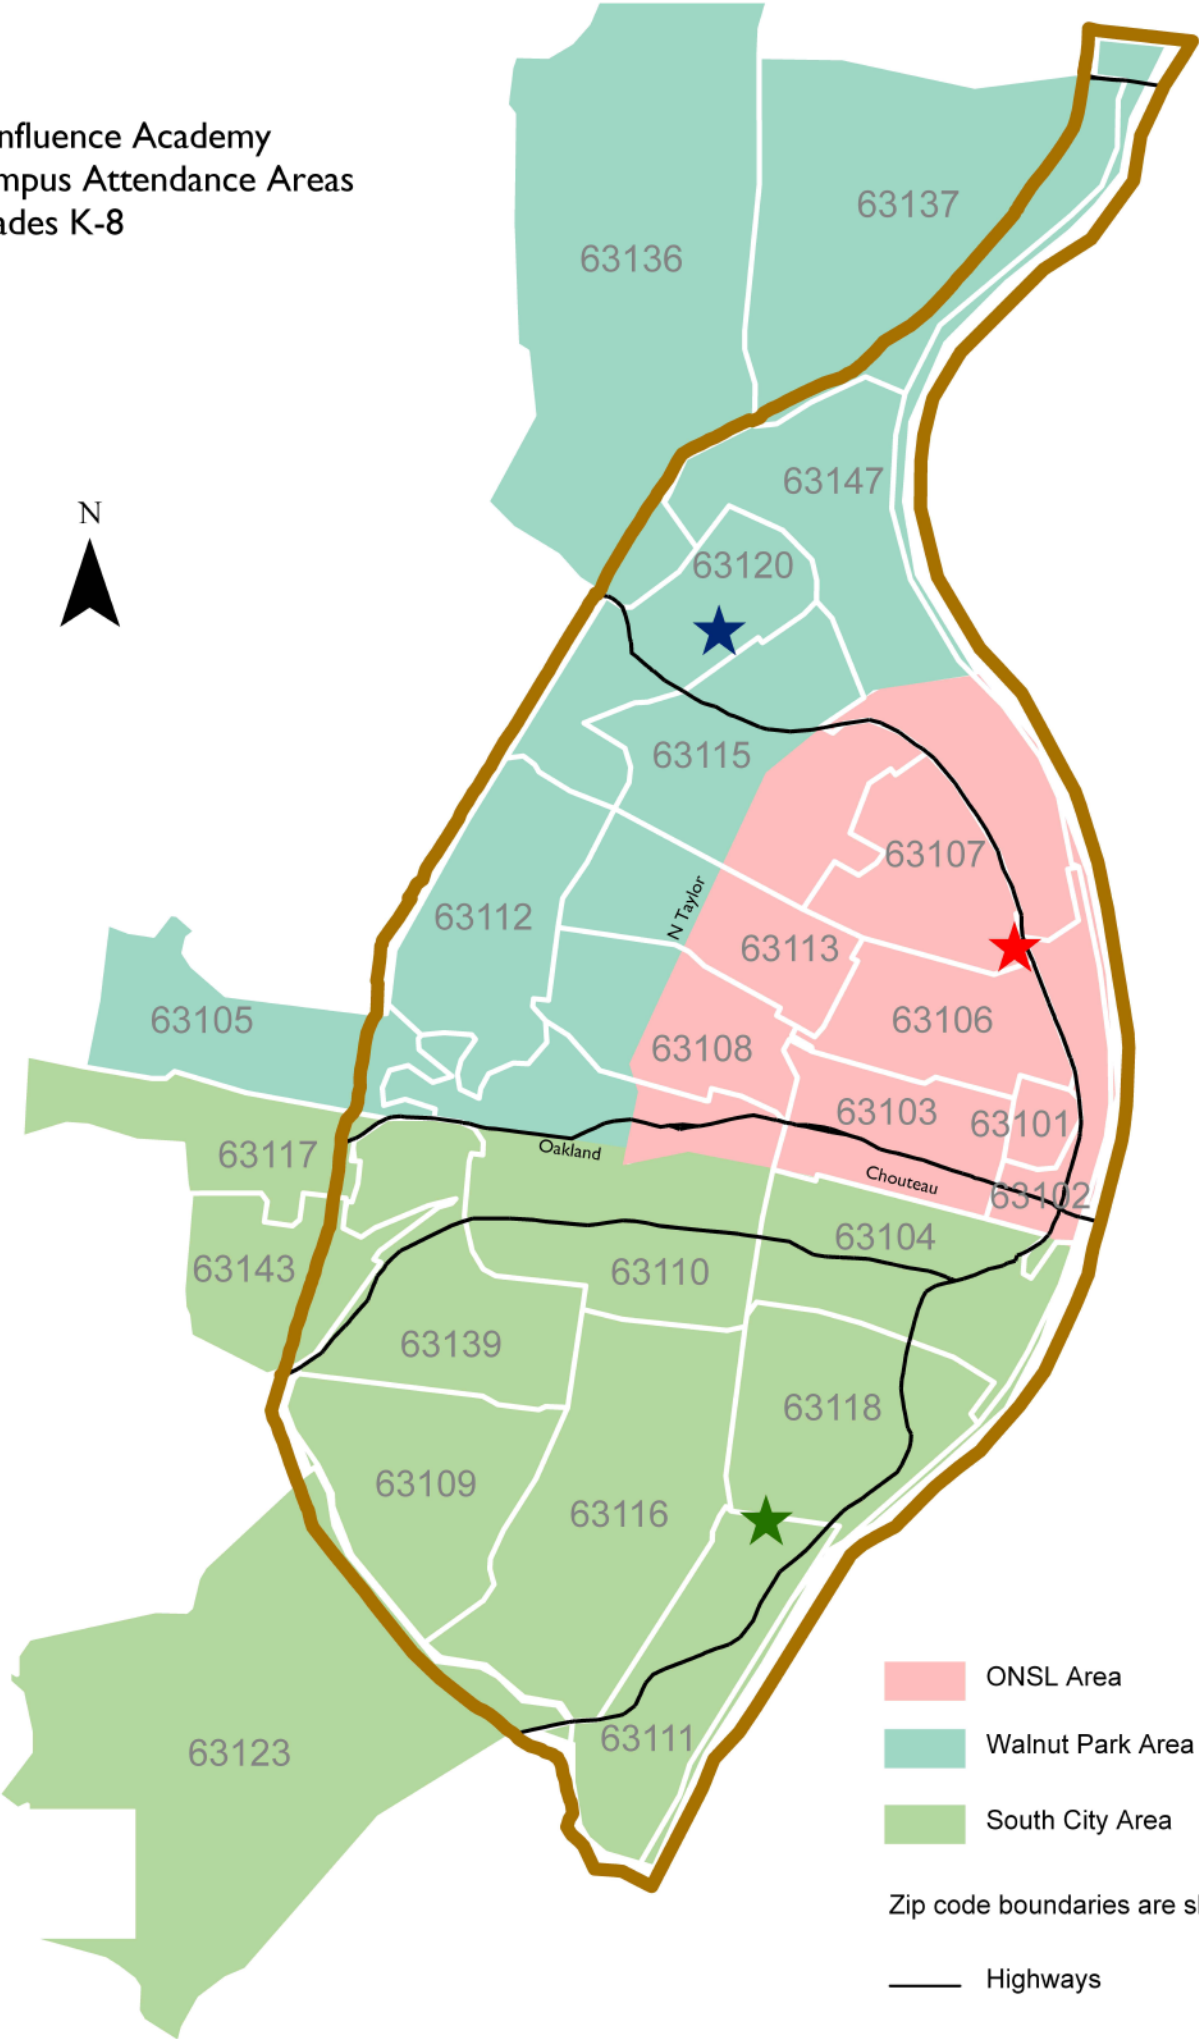 nfluence Academy
mpus Attendance Areas
ades K-8
63137
63136
63147
N
63120
63115
63107
N Taylor
63112
63113
63105
63106
63108
63103
63101
Oakland
63117
Chouteau
63102
63104
63143
63110
63139
63118
63109
63116
ONSL Area
63111
Walnut Park Area
63123
South City Area
Zip code boundaries are
Highways